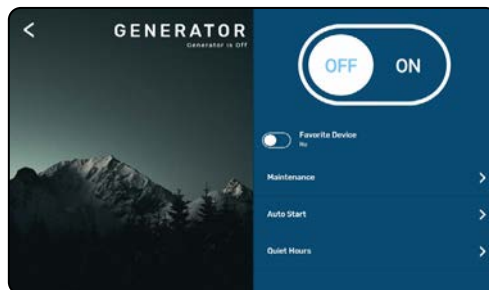 GENERATOR
Generator is Off
OFF ON
Favorite Device
No
Maintenance
Auto Start
Quiet Hours